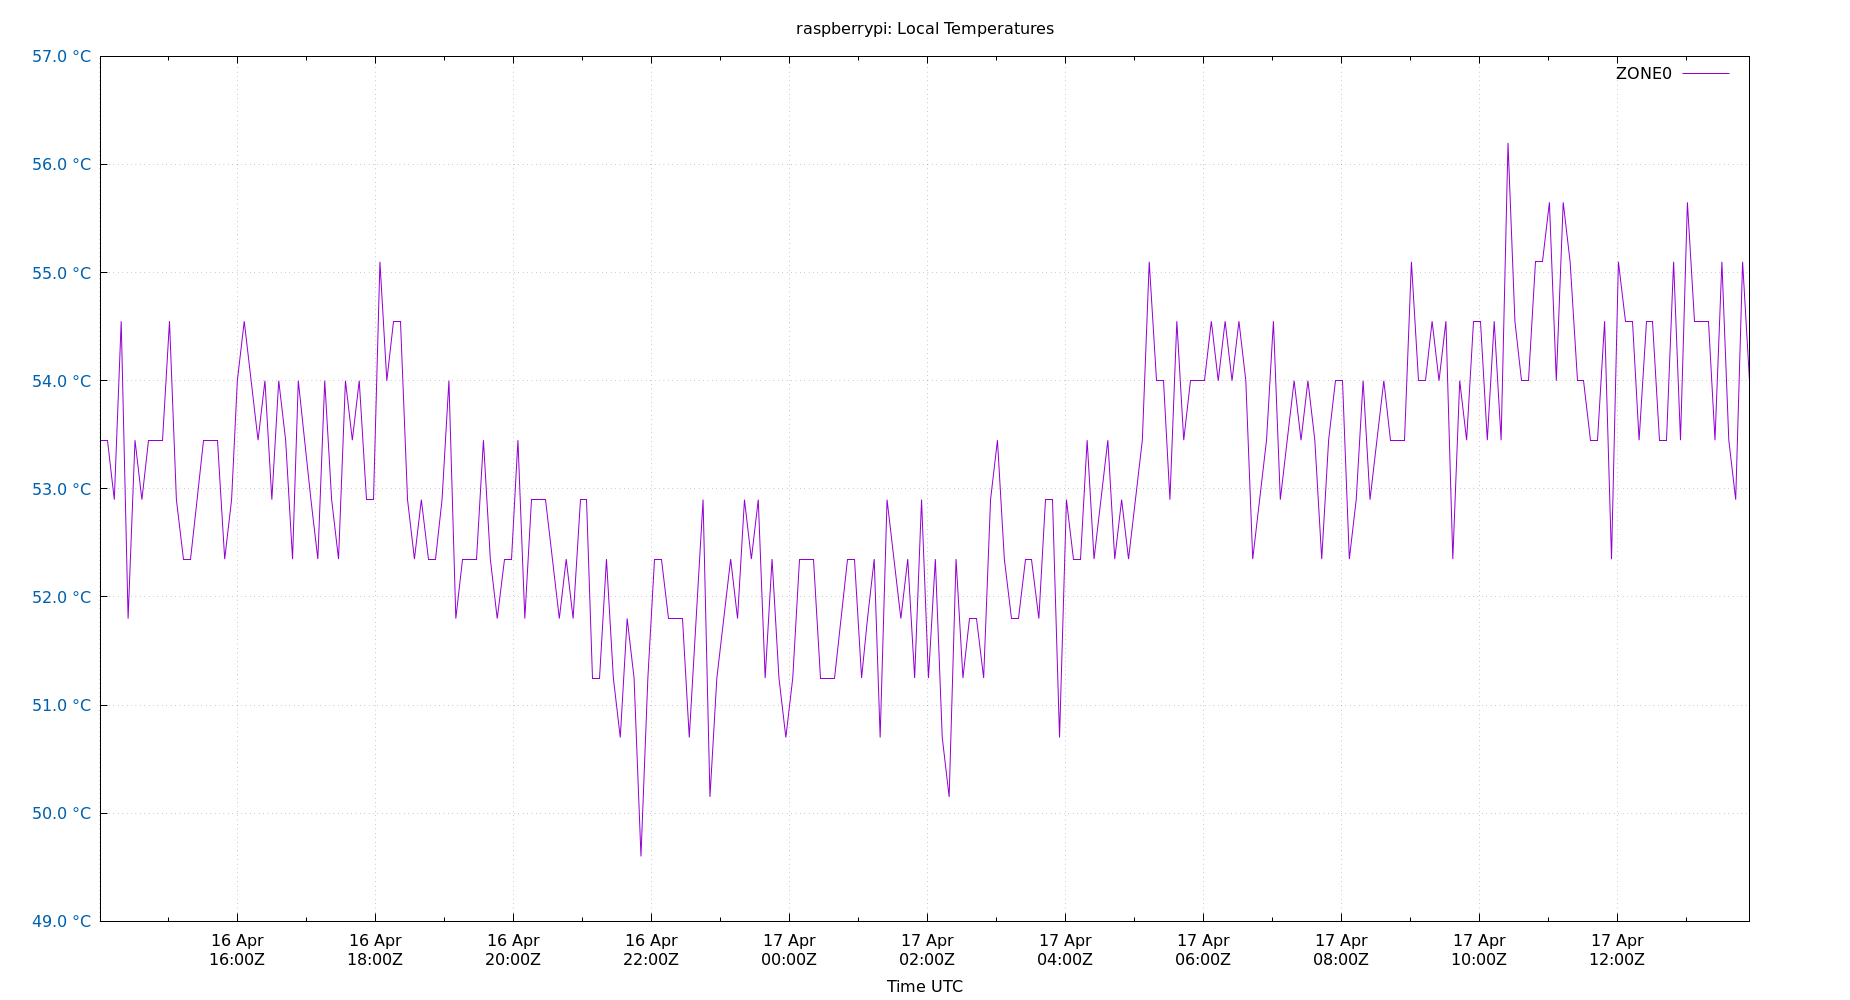 raspberrypi: Local Temperatures
57.0 °C
ZONE0
56.0 °C
55.0 °C
54.0 °C
53.0 °C
52.0 °C
51.0 °C
50.0 °C
49.0 °C
16 Apr 16 Apr 16 Apr 16 Apr 17 Apr 17 Apr 17 Apr 17 Apr 17 Apr 17 Apr 17 Apr
16:00Z 18:00Z 20:00Z 22:00Z 00:00Z 02:00Z 04:00Z 06:00Z 08:00Z 10:00Z 12:00Z
Time UTC